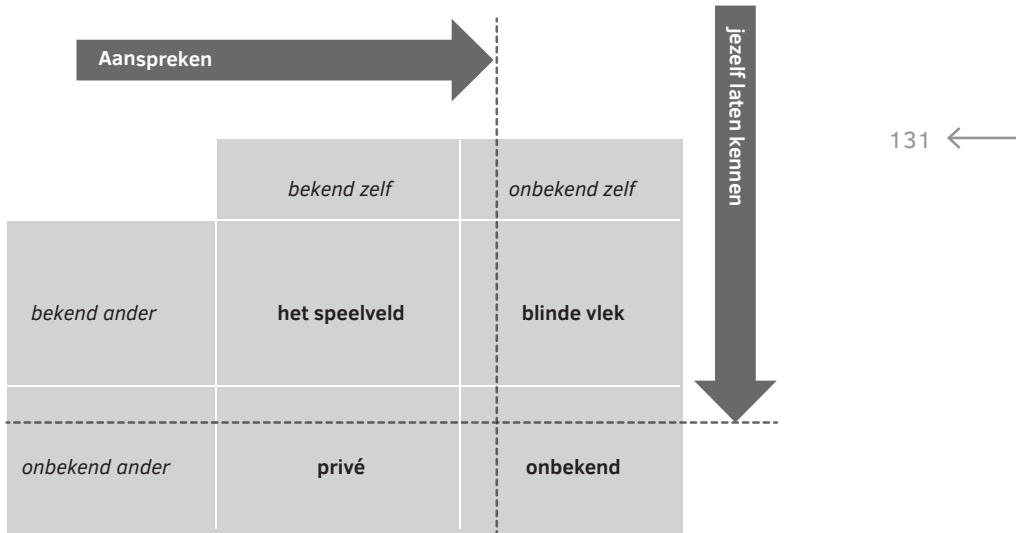 Aanspreken
jezelf laten kennen
131
bekend zelf
onbekend zelf
bekend ander
het speelveld
blinde vlek
onbekend ander
privé
onbekend